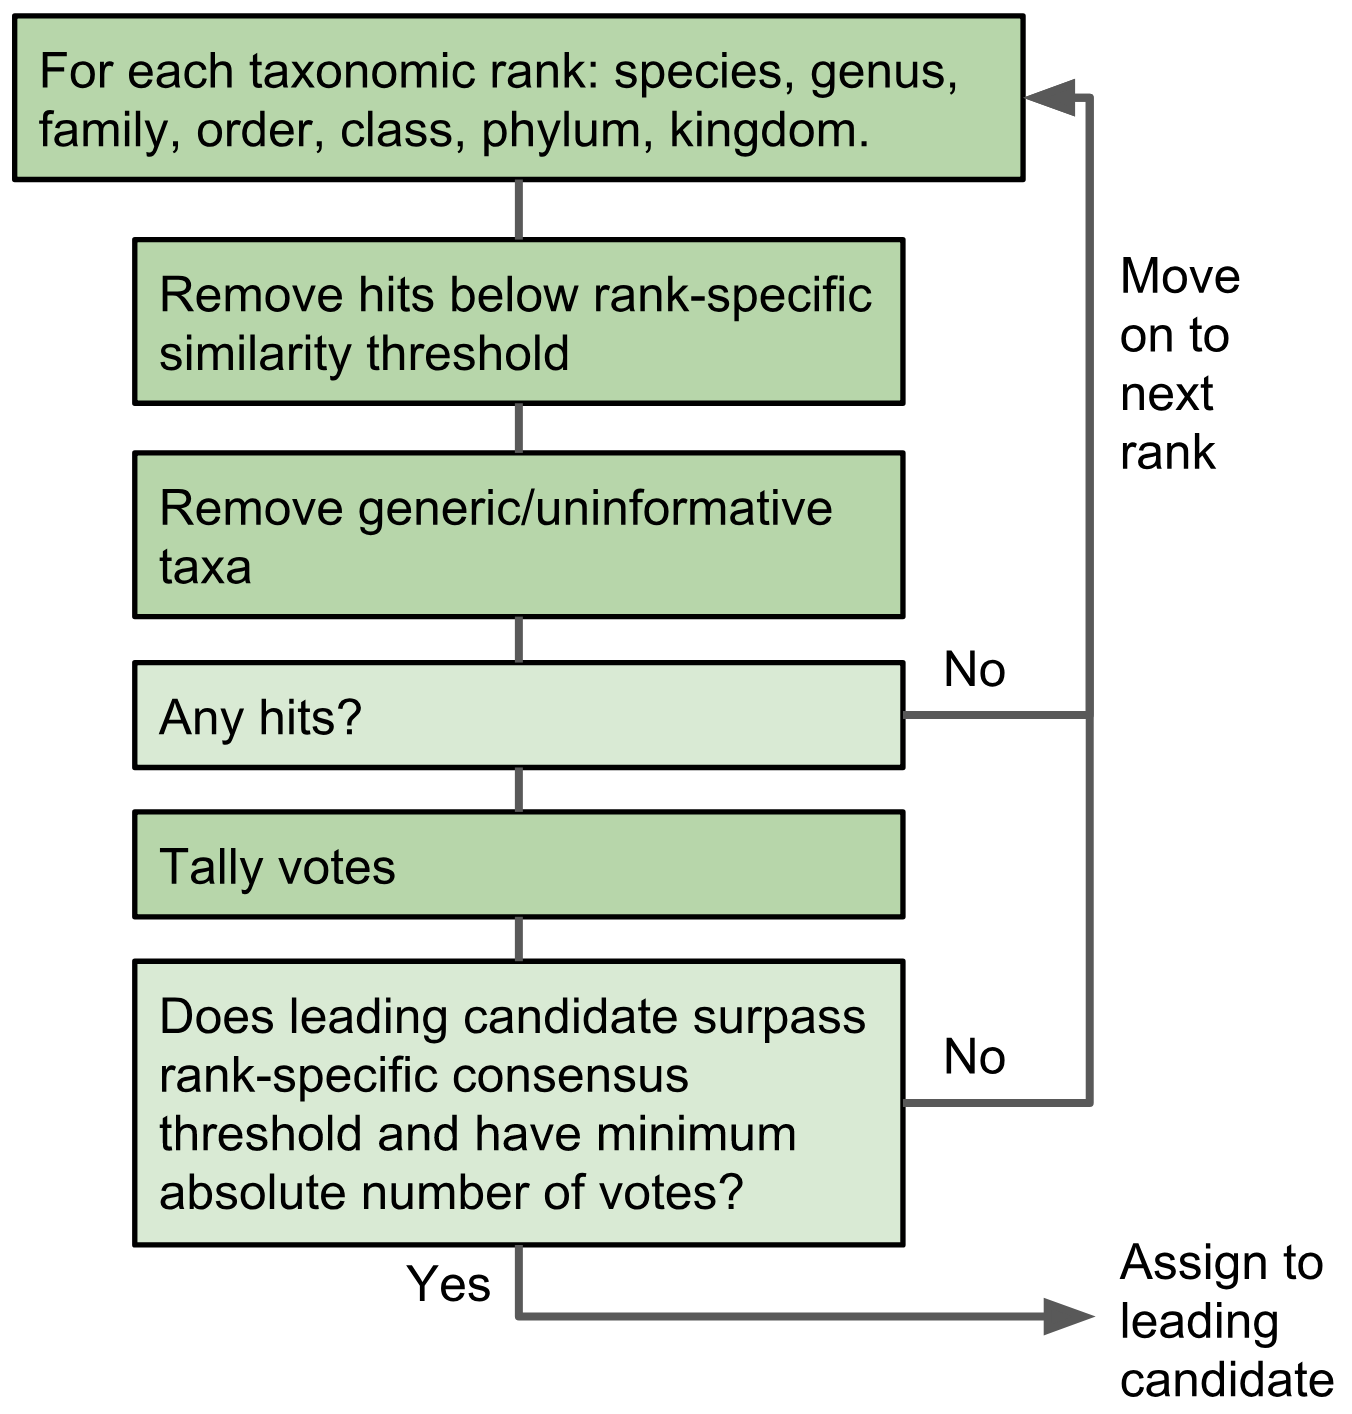 For each taxonomic rank: species, genus,
family, order, class, phylum, kingdom.
Remove hits below rank-specific
similarity threshold
Move
on to
next
rank
Remove generic/uninformative
taxa
Any hits?
No
Tally votes
Does leading candidate surpass
rank-specific consensus
threshold and have minimum
absolute number of votes?
No
Yes
Assign to
leading
candidate